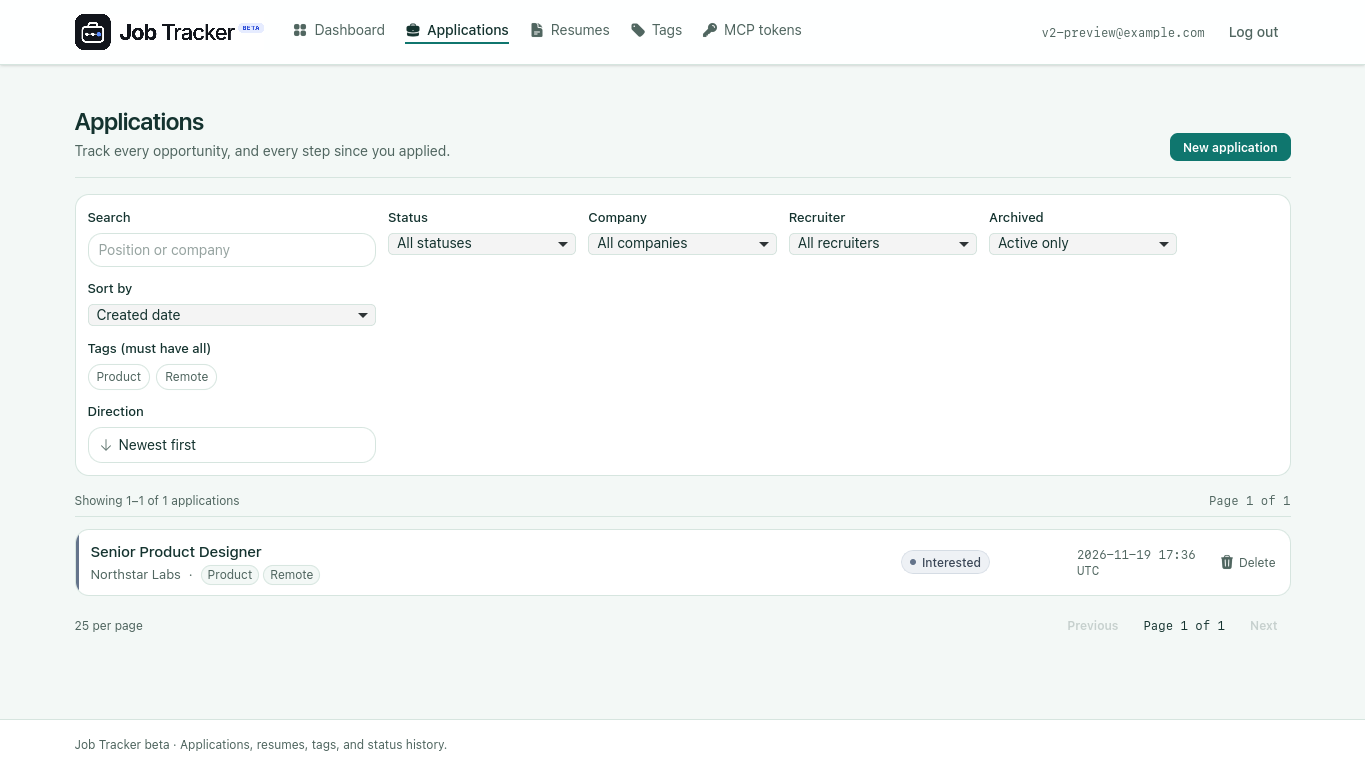 Job Tracker BETA
Dashboard
Applications
Resumes
Tags
MCP tokens
v2-preview@example.com
Log out
Applications
Track every opportunity, and every step since you applied.
New application
Search
Position or company
Status
All statuses
Company
All companies
Recruiter
All recruiters
Archived
Active only
Sort by
Created date
Tags (must have all)
Product
Remote
Direction
↓ Newest first
Showing 1–1 of 1 applications
Page 1 of 1
Senior Product Designer
Northstar Labs · Product Remote
Interested
2026-11-19 17:36
UTC
Delete
25 per page
Previous
Page 1 of 1
Next
Job Tracker beta · Applications, resumes, tags, and status history.